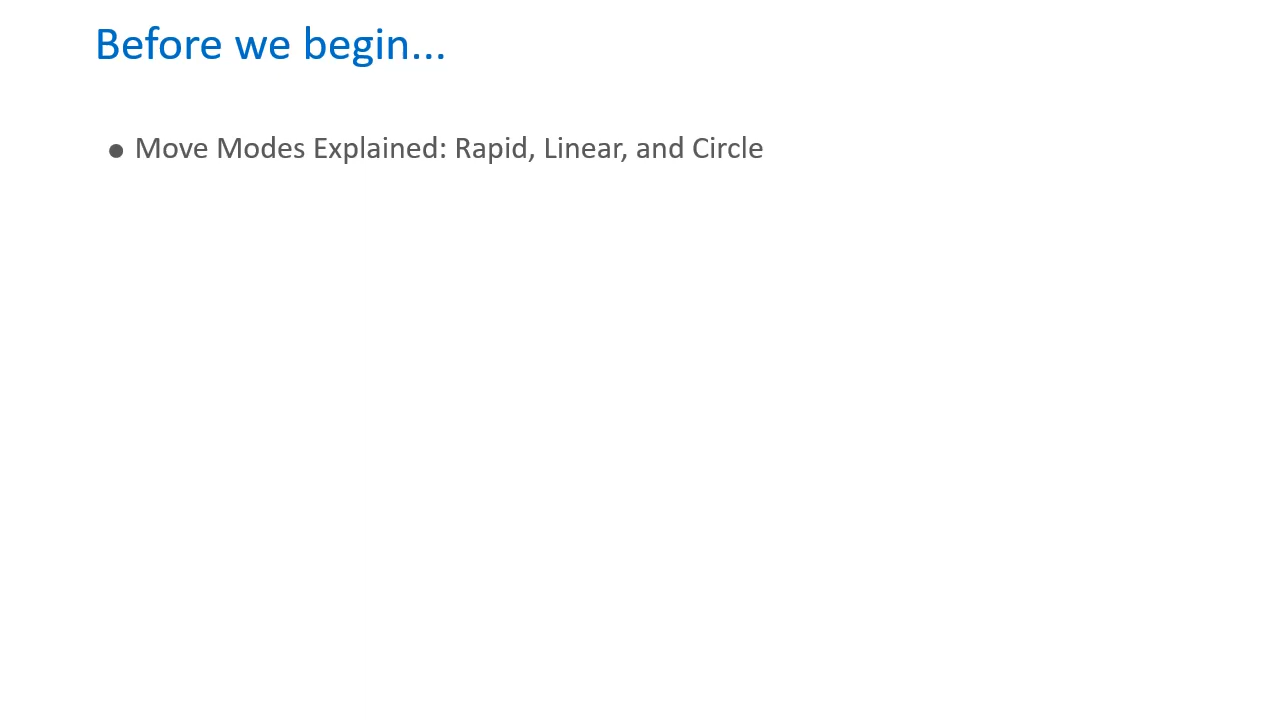 Before we begin...
● Move Modes Explained: Rapid, Linear, and Circle